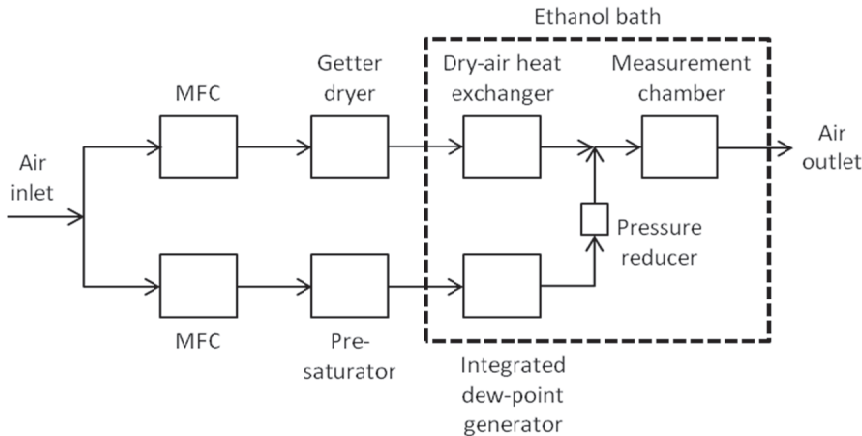 Ethanol bath
Getter
dryer
Dry-air heat
exchanger
Measurement
chamber
MFC
Air
inlet
Air
outlet
Pressure
reducer
MFC
Pre-
saturator
Integrated
dew-point
generator